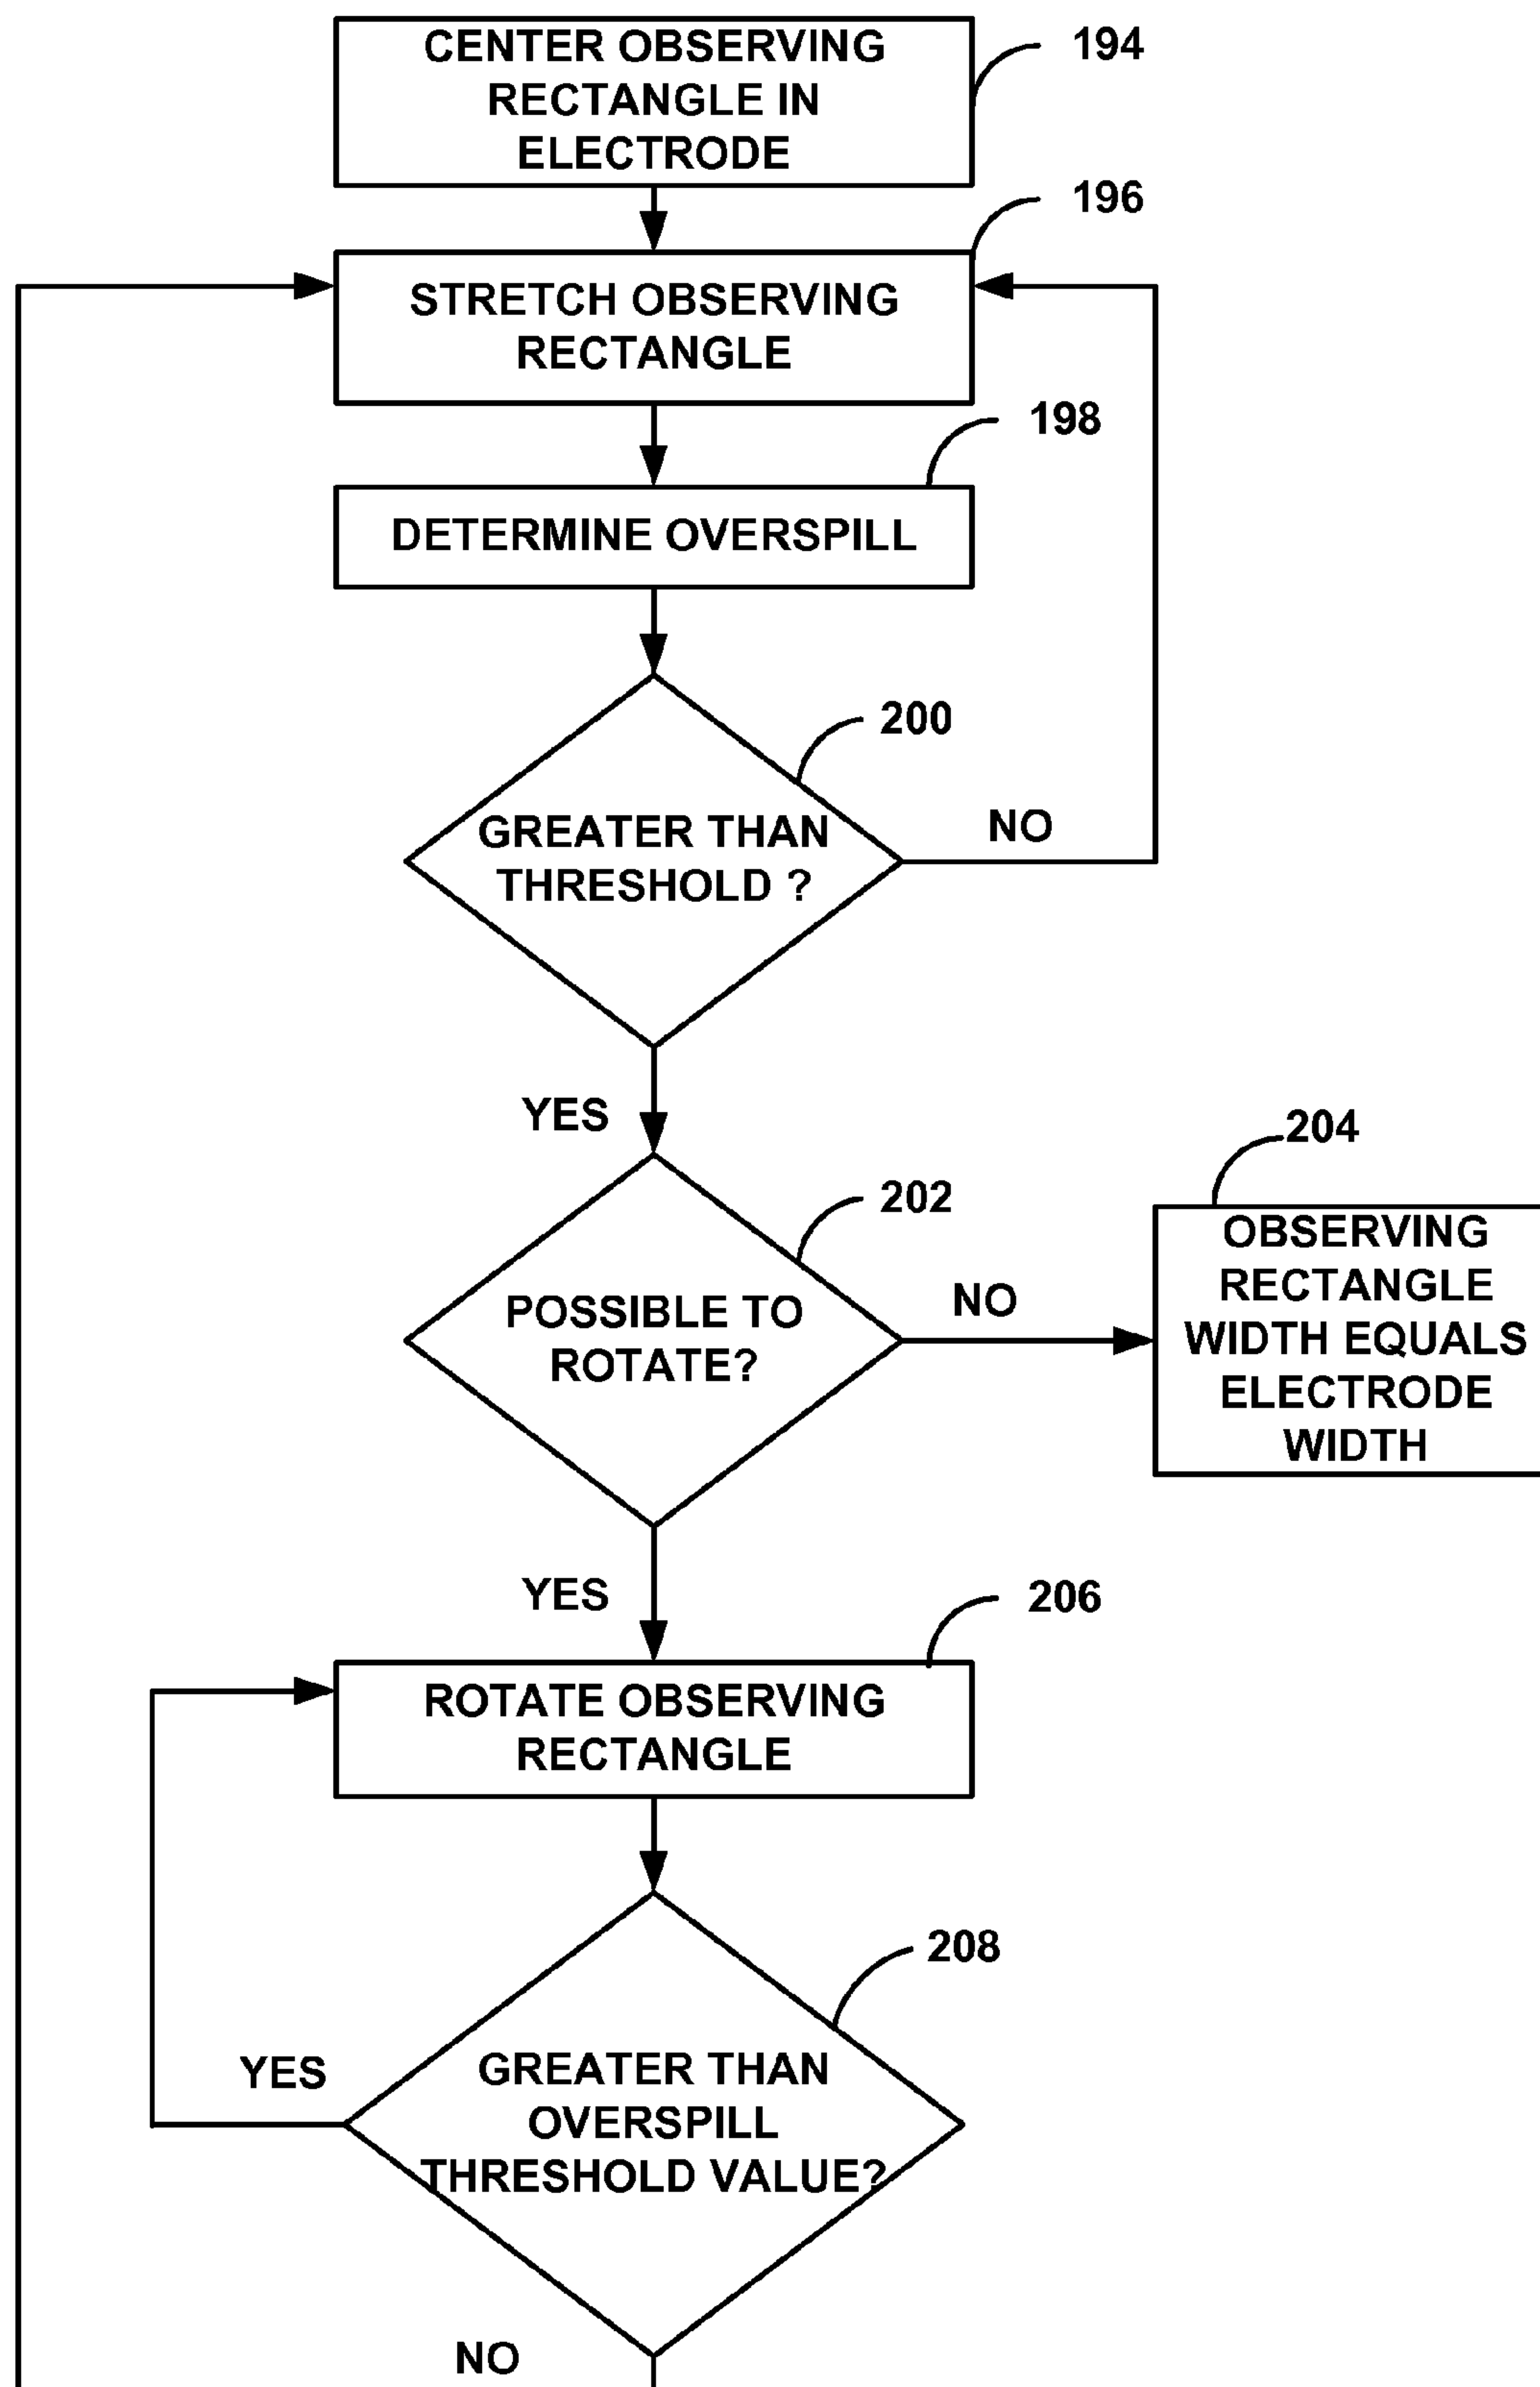 CENTER OBSERVING
RECTANGLE IN
ELECTRODE
194
196
STRETCH OBSERVING
RECTANGLE
198
DETERMINE OVERSPILL
200
GREATER THAN
THRESHOLD ?
NO
YES
202
204
POSSIBLE TO
ROTATE?
NO
OBSERVING
RECTANGLE
WIDTH EQUALS
ELECTRODE
WIDTH
YES
206
ROTATE OBSERVING
RECTANGLE
208
YES
GREATER THAN
OVERSPILL
THRESHOLD VALUE?
NO